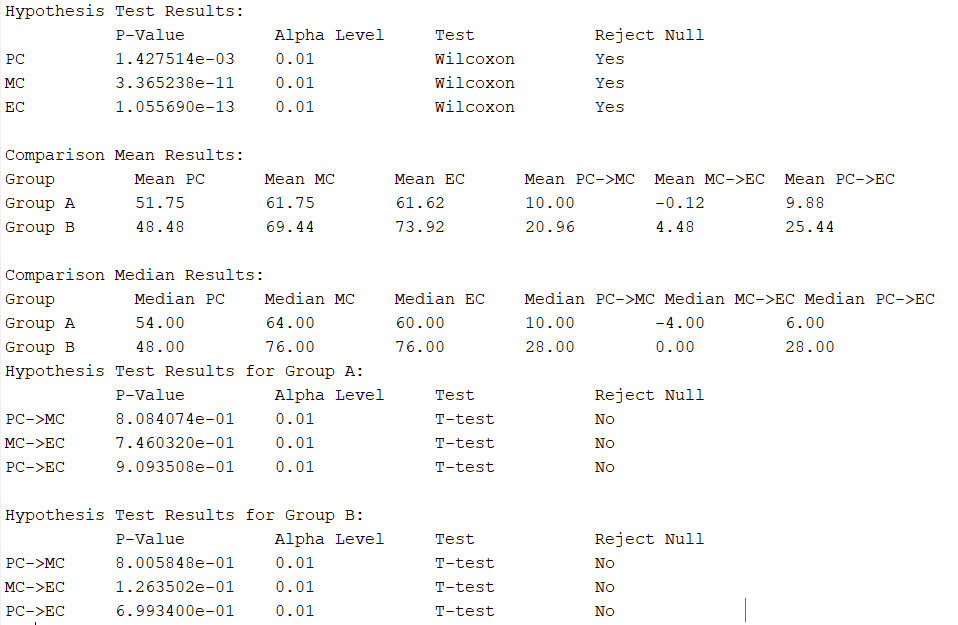 Hypothesis Test Results:
P-Value Alpha Level Test Reject Null
PC 1.427514e-03 0.01 Wilcoxon Yes
MC 3.365238e-11 0.01 Wilcoxon Yes
EC 1.055690e-13 0.01 Wilcoxon Yes
Comparison Mean Results:
Group Mean PC Mean MC Mean EC Mean PC->MC Mean MC->EC Mean PC->EC
Group A 51.75 61.75 61.62 10.00 -0.12 9.88
Group B 48.48 69.44 73.92 20.96 4.48 25.44
Comparison Median Results:
Group Median PC Median MC Median EC Median PC->MC Median MC->EC Median PC->EC
Group A 54.00 64.00 60.00 10.00 -4.00 6.00
Group B 48.00 76.00 76.00 28.00 0.00 28.00
Hypothesis Test Results for Group A:
P-Value Alpha Level Test Reject Null
PC->MC 8.084074e-01 0.01 T-test No
MC->EC 7.460320e-01 0.01 T-test No
PC->EC 9.093508e-01 0.01 T-test No
Hypothesis Test Results for Group B:
P-Value Alpha Level Test Reject Null
PC->MC 8.005848e-01 0.01 T-test No
MC->EC 1.263502e-01 0.01 T-test No
PC->EC 6.993400e-01 0.01 T-test No